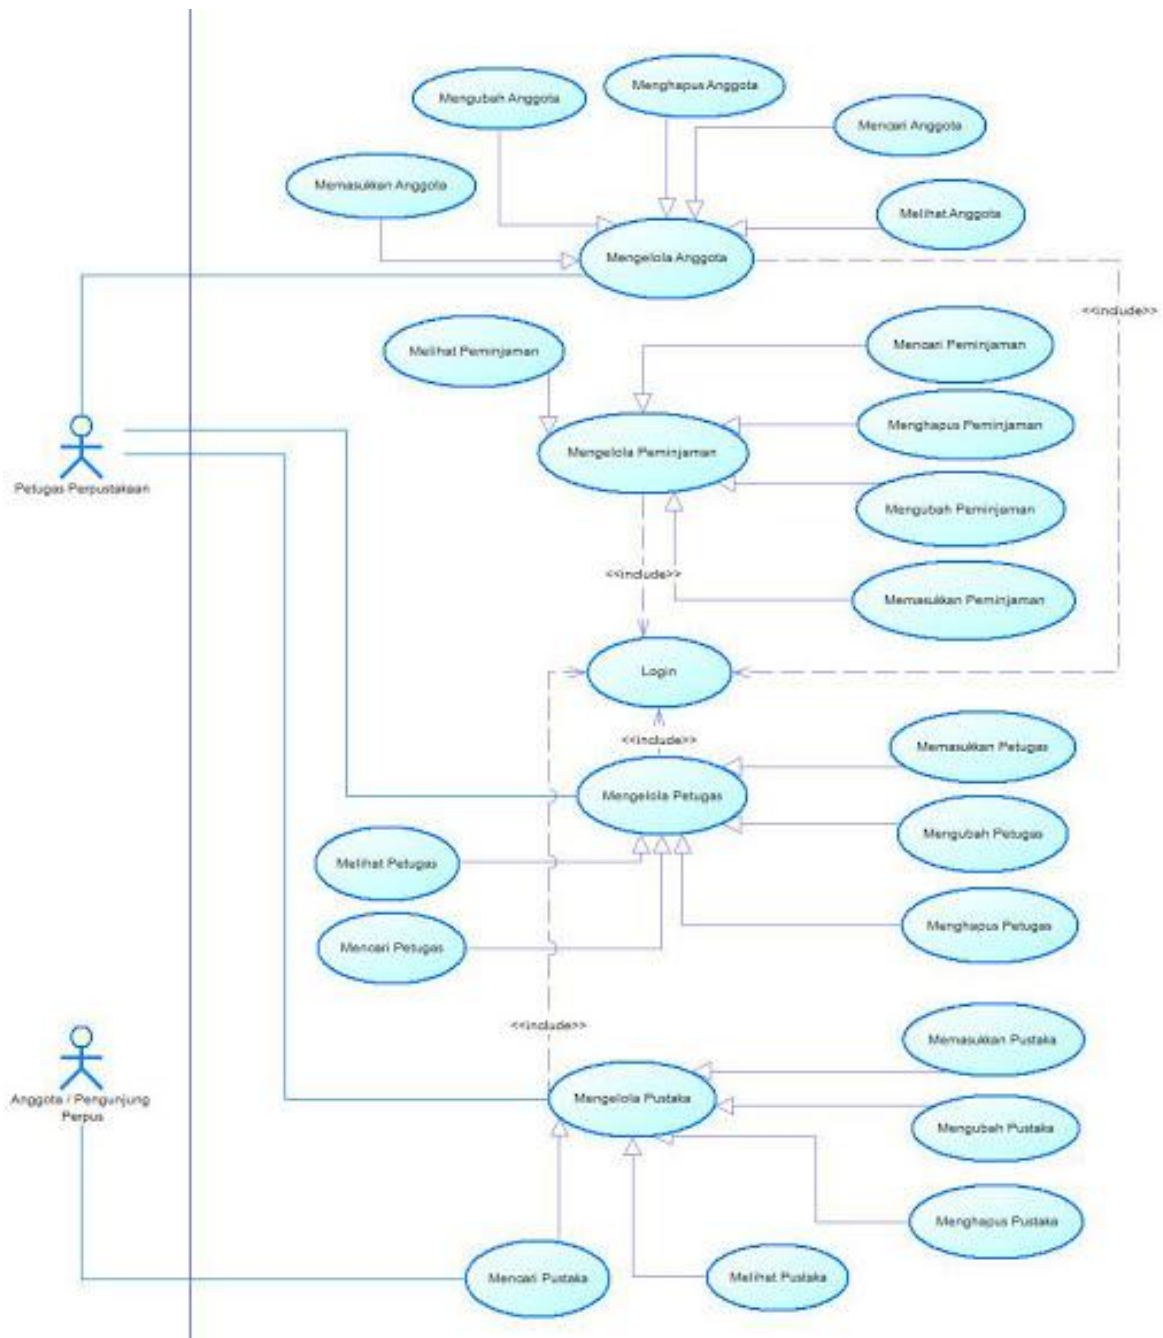 Menghapus Anggota
Mengubah Anggota
Mencari Anggota
Memasukkan Anggota
Melihat Anggota
Mengelola Anggota
<<include>>
Melihat Peminjaman
Mencari Peminjaman
Menghapus Peminjaman
Mengelola Peminjaman
Petugas Perpustakaan
Mengubah Peminjaman
<<include>>
Memasukkan Peminjaman
Login
<<include>>
Memasukkan Petugas
Mengelola Petugas
Mengubah Petugas
Melihat Petugas
Menghapus Petugas
Mencari Petugas
<<include>>
Memasukkan Pustaka
Anggota / Pengunjung
Perpus
Mengelola Pustaka
Mengubah Pustaka
Menghapus Pustaka
Mencari Pustaka
Melihat Pustaka